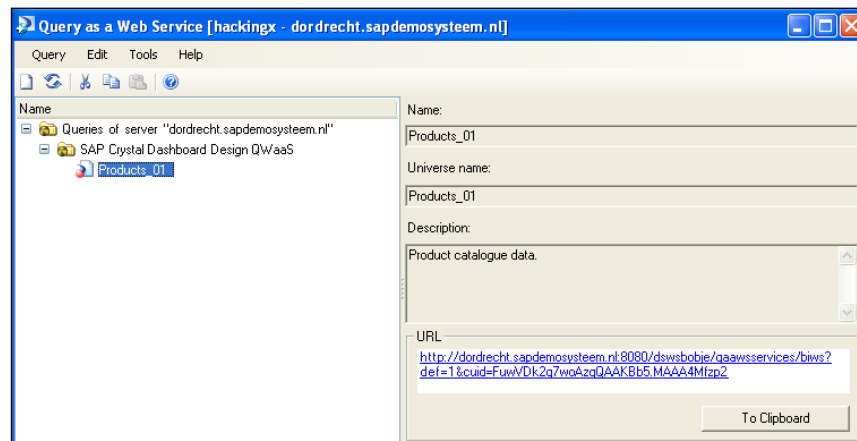 Query as a Web Service [hackingx - dordrecht.sapdemosysteem.nl]
Query Edit Tools Help
Name
Queries of server "dordrecht.sapdemosysteem.nl"
SAP Crystal Dashboard Design QWaaS
Products_01
Name:
Products_01
Universe name:
Products_01
Description:
Product catalogue data.
URL
http://dordrecht.sapdemosysteem.nl:8080/dswsbobje/qaawsservices/biws?
def=1&cuid=FuwVDk2q7woAzgQAAKBb5.MAAA4Mfzp2
To Clipboard